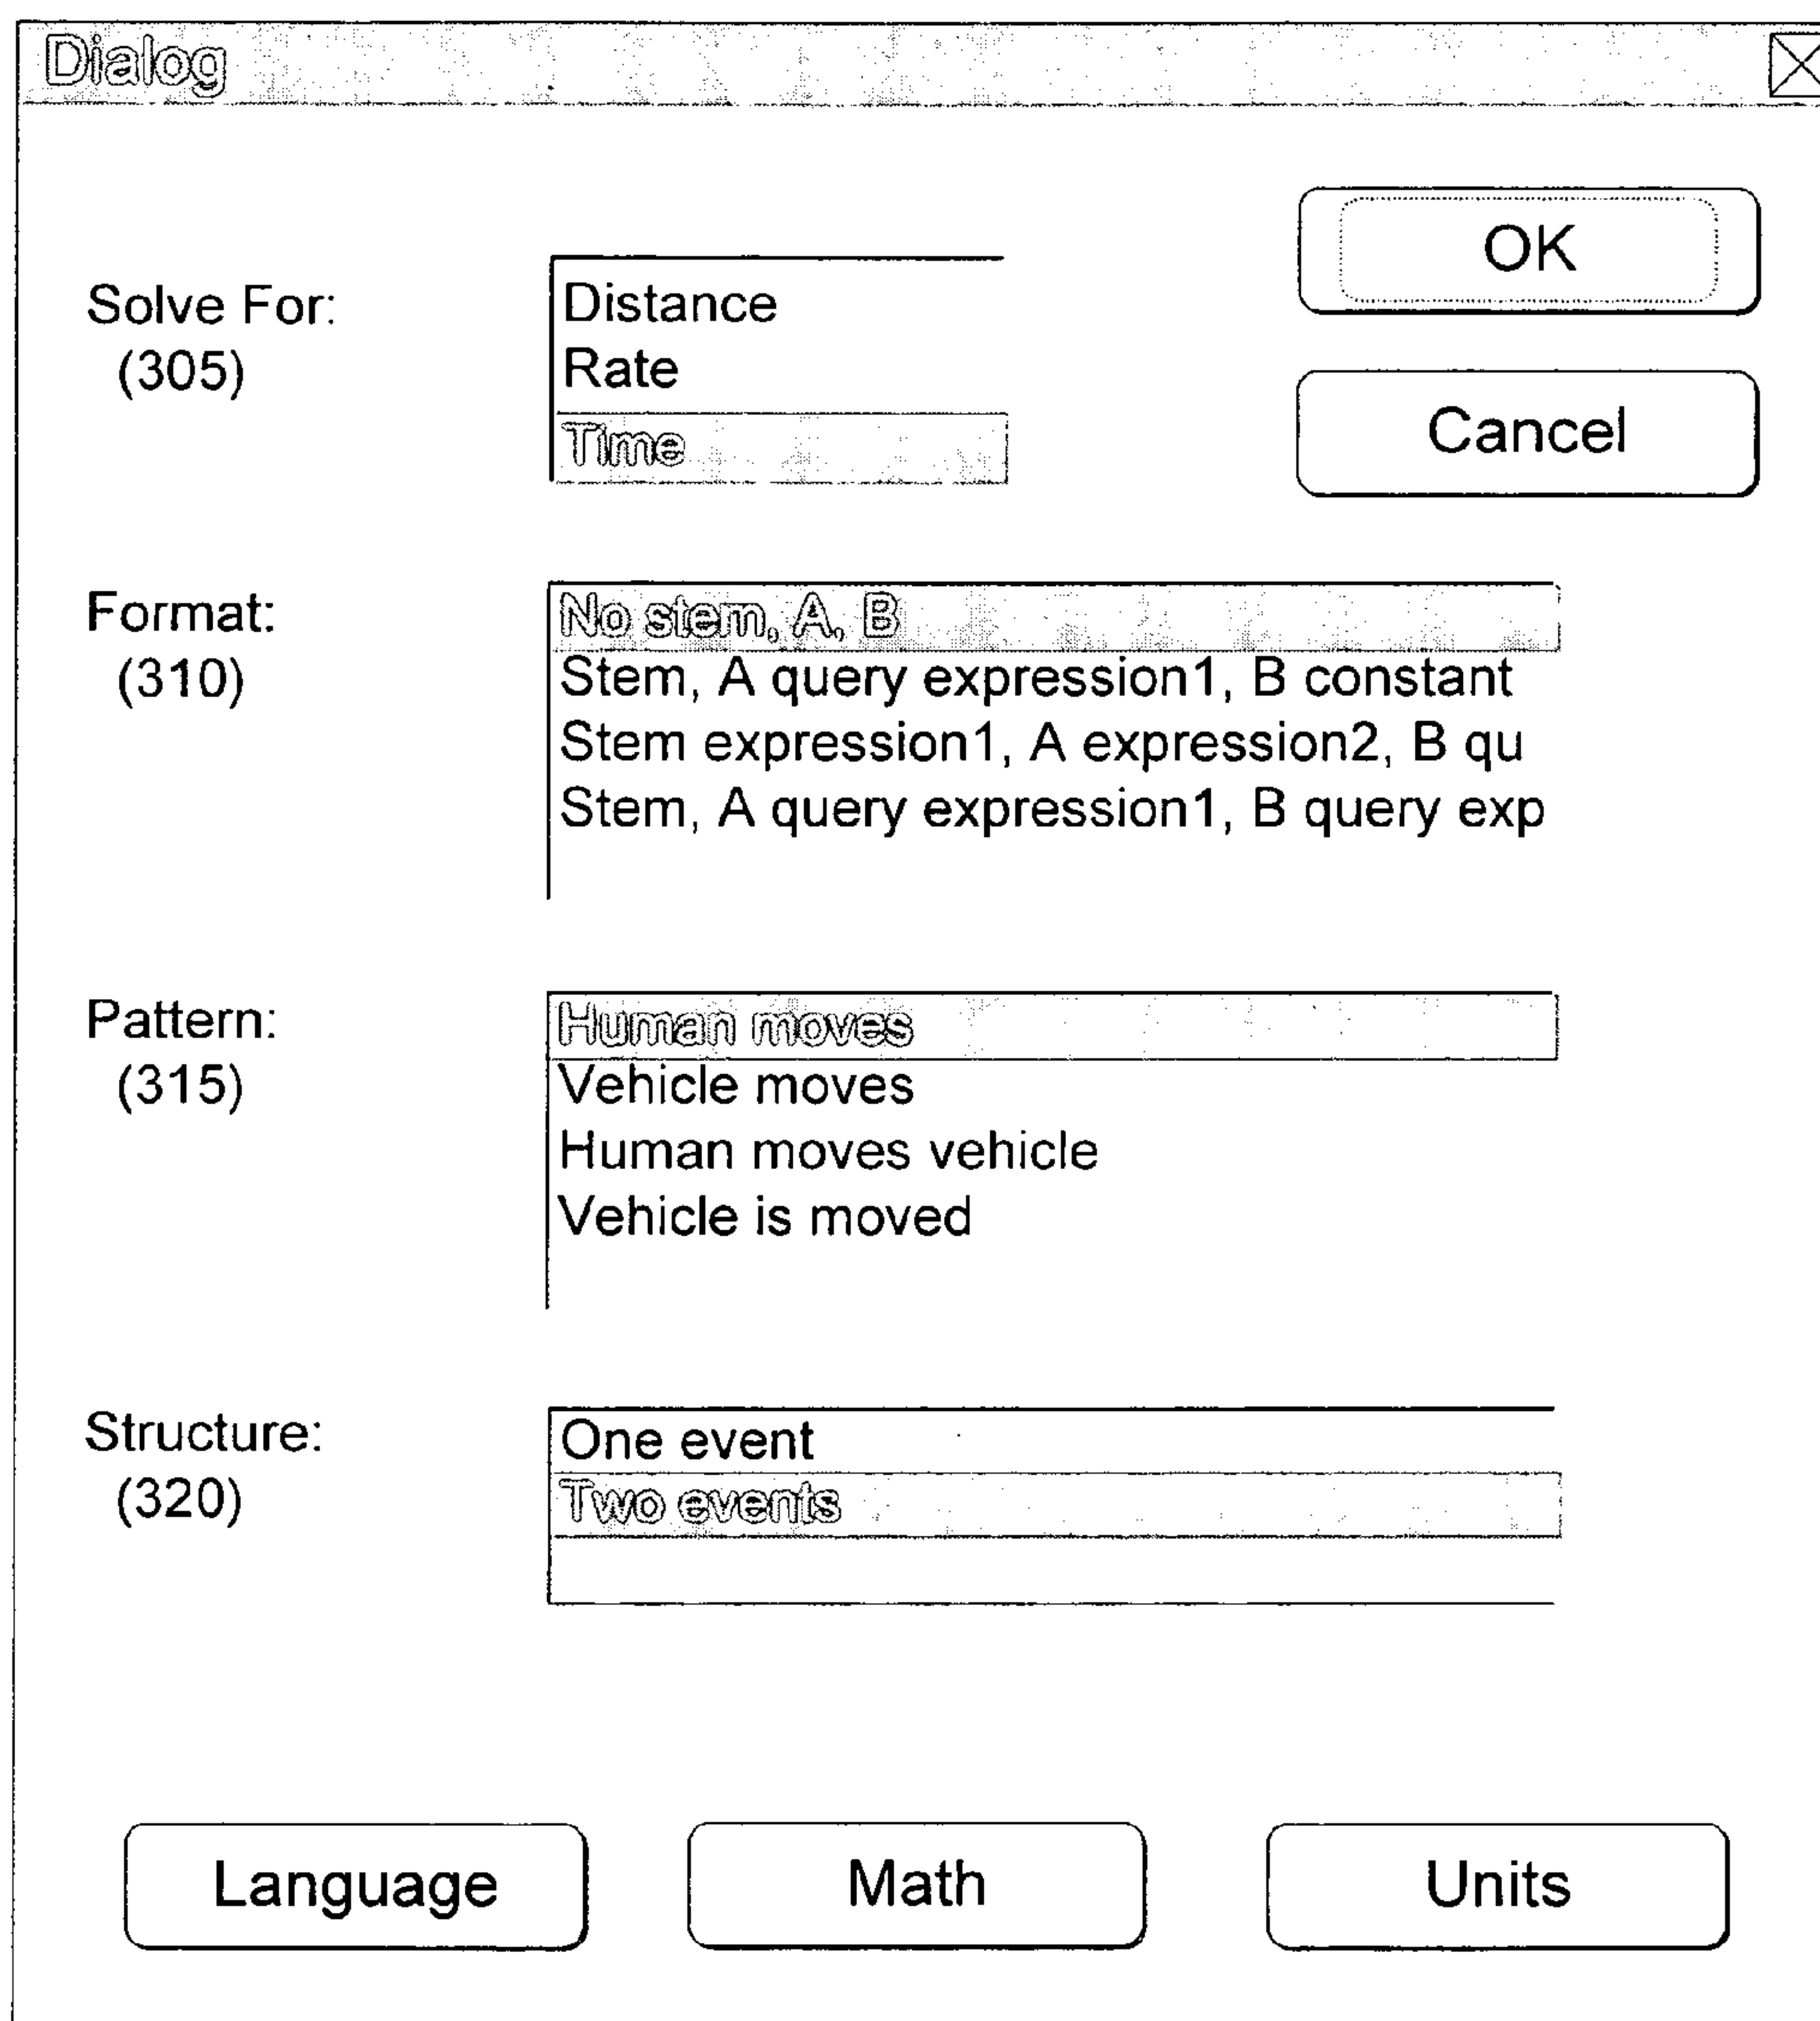 Dialog
OK
Solve For:
(305)
Distance
Rate
Time
Cancel
Format:
(310)
No stem, A, B
Stem, A query expression1, B constant
Stem expression1, A expression2, B qu
Stem, A query expression1, B query exp
Pattern:
(315)
Human moves
Vehicle moves
Human moves vehicle
Vehicle is moved
Structure:
(320)
One event
Two events
Language
Math
Units